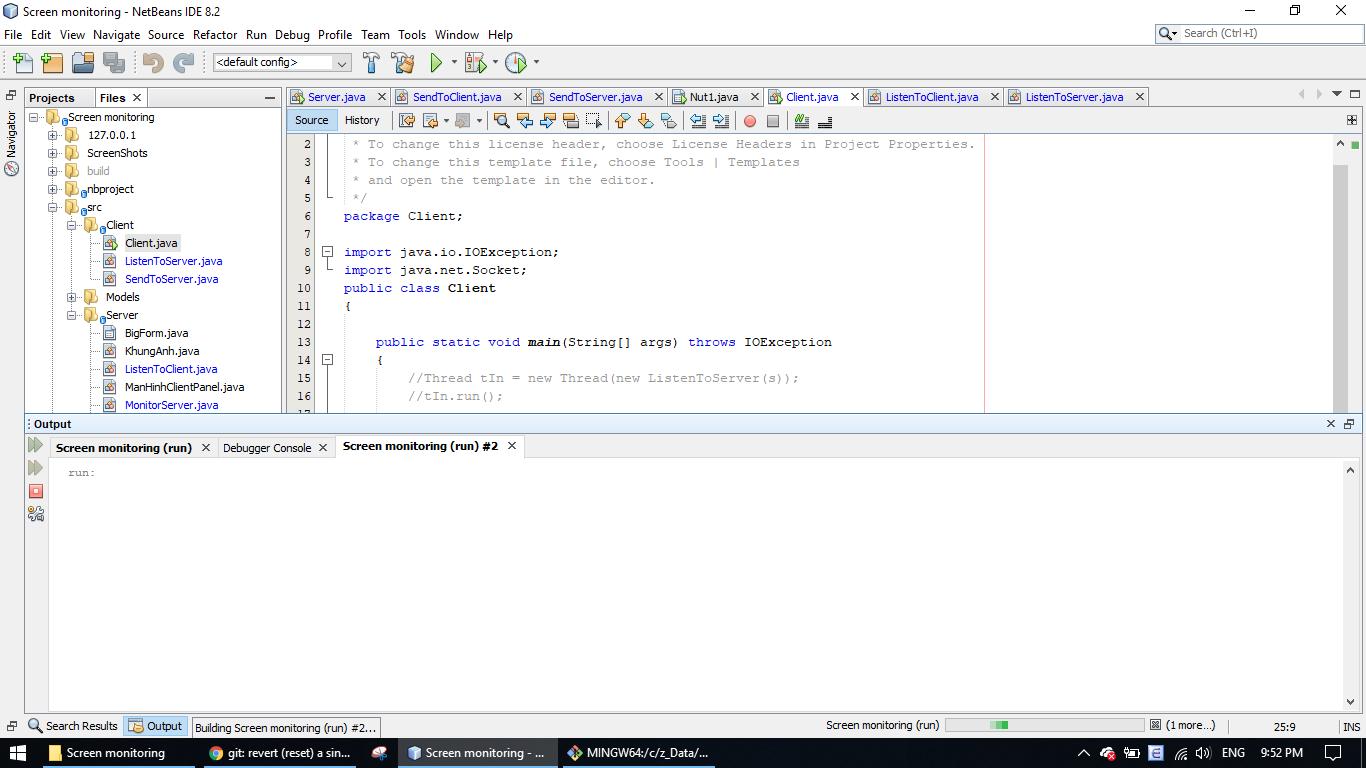 Screen monitoring - NetBeans IDE 8.2
File Edit View Navigate Source Refactor Run Debug Profile Team Tools Window Help
Search (Ctrl+I)
<default config>
Projects Files
Server.java SendToClient.java SendToServer.java Nut1.java Client.java ListenToClient.java ListenToServer.java
Navigator
Source History
Screen monitoring
127.0.0.1
ScreenShots
build
nbproject
src
Client
Client.java
ListenToServer.java
SendToServer.java
Models
Server
BigForm.java
KhungAnh.java
ListenToClient.java
ManHinhClientPanel.java
MonitorServer.java
2 * To change this license header, choose License Headers in Project Properties.
3 * To change this template file, choose Tools | Templates
4 * and open the template in the editor.
5 */
6 package Client;
7
8 import java.io.IOException;
9 import java.net.Socket;
10 public class Client
11 {
12
13 public static void main(String[] args) throws IOException
14 {
15 //Thread tIn = new Thread(new ListenToServer(s));
16 //tIn.run();
17
Output
Screen monitoring (run) Debugger Console Screen monitoring (run) #2
run:
Search Results Output Building Screen monitoring (run) #2... Screen monitoring (run) (1 more...) 25:9 INS
Screen monitoring git: revert (reset) a sin... Screen monitoring - ... MINGW64:/c/z_Data/... ENG 9:52 PM